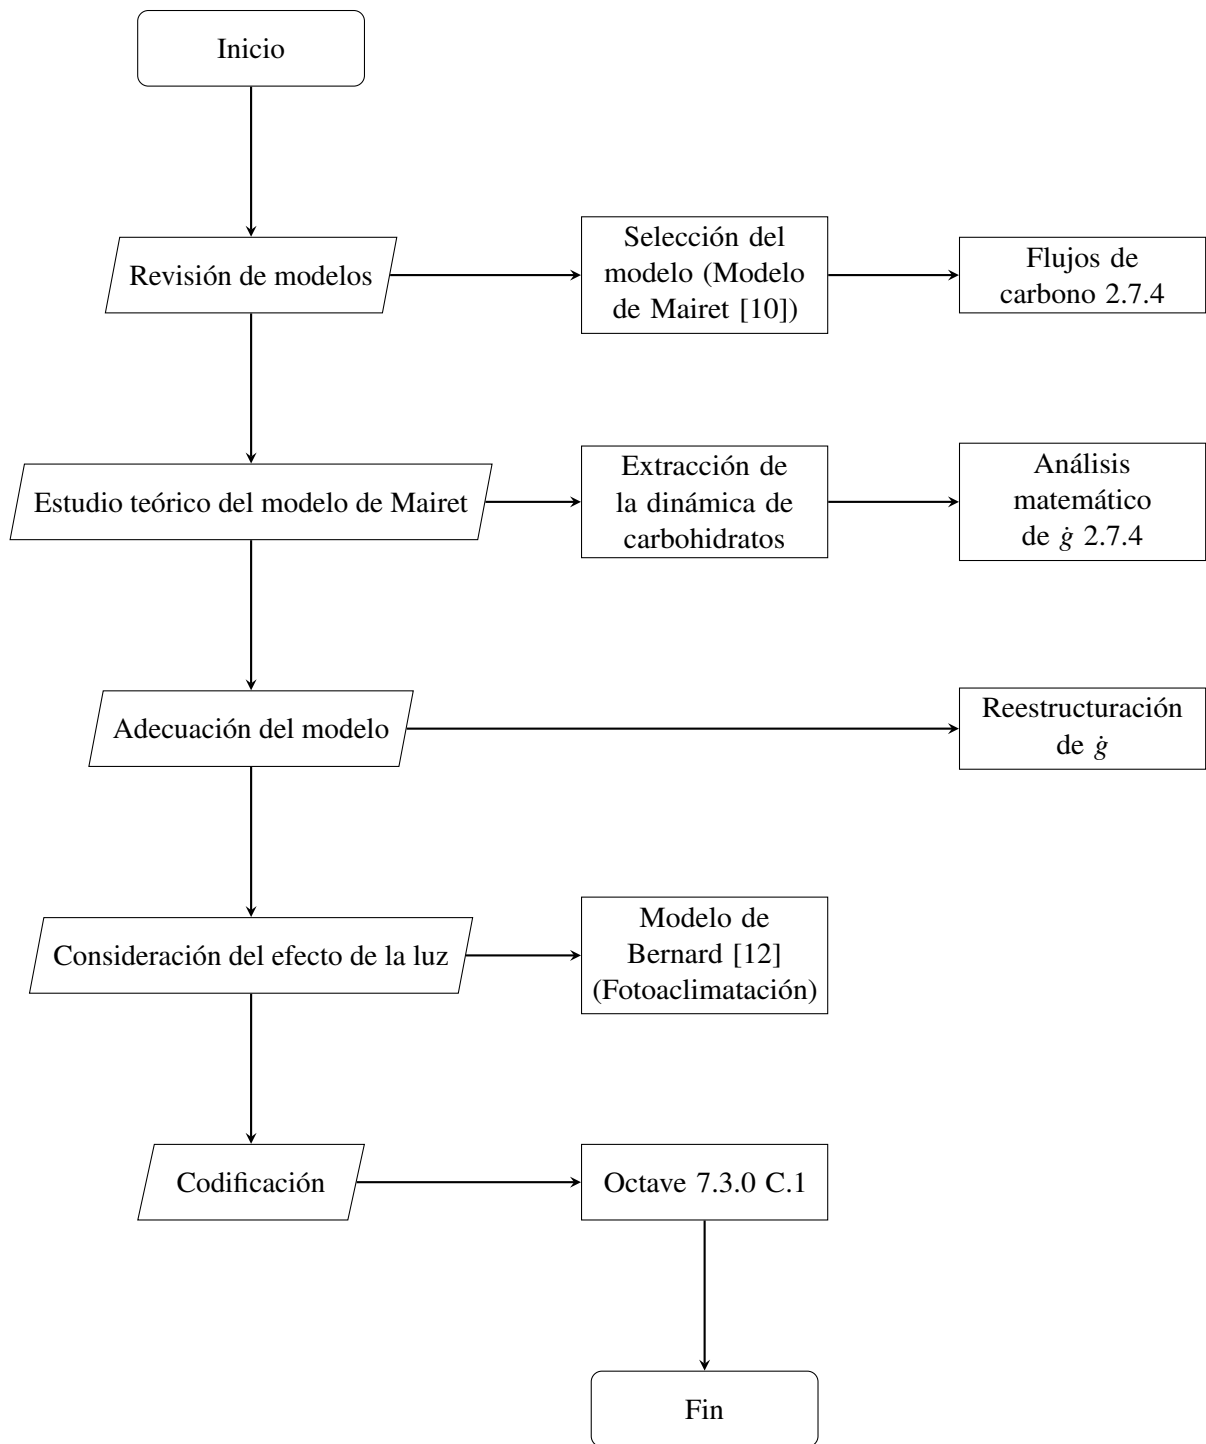 Inicio
Revisión de modelos
Selección del
modelo (Modelo
de Mairet [10])
Flujos de
carbono 2.7.4
Estudio teórico del modelo de Mairet
Extracción de
la dinámica de
carbohidratos
Análisis
matemático
de ġ 2.7.4
Adecuación del modelo
Reestructuración
de ġ
Consideración del efecto de la luz
Modelo de
Bernard [12]
(Fotoaclimatación)
Codificación
Octave 7.3.0 C.1
Fin